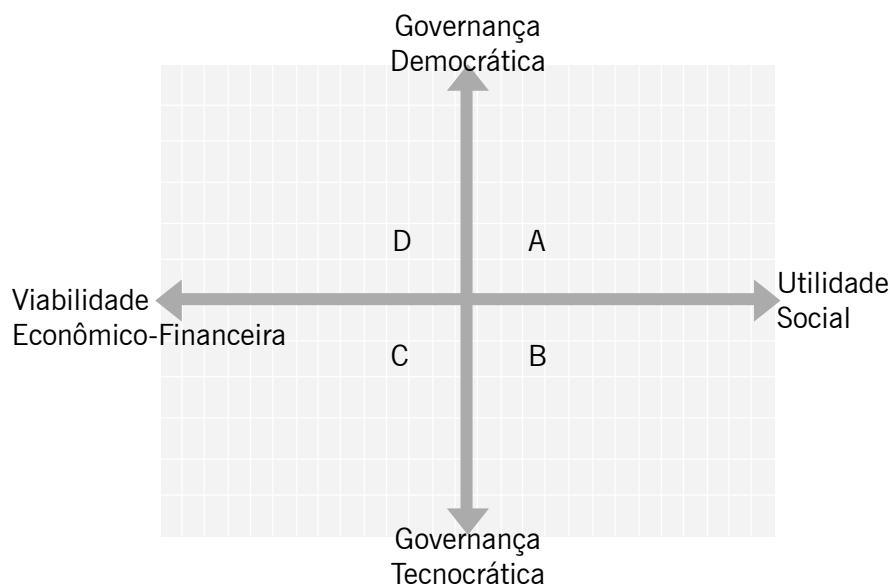 Governança
Democrática
D
A
Viabilidade
Econômico-Financeira
Utilidade
Social
C
B
Governança
Tecnocrática